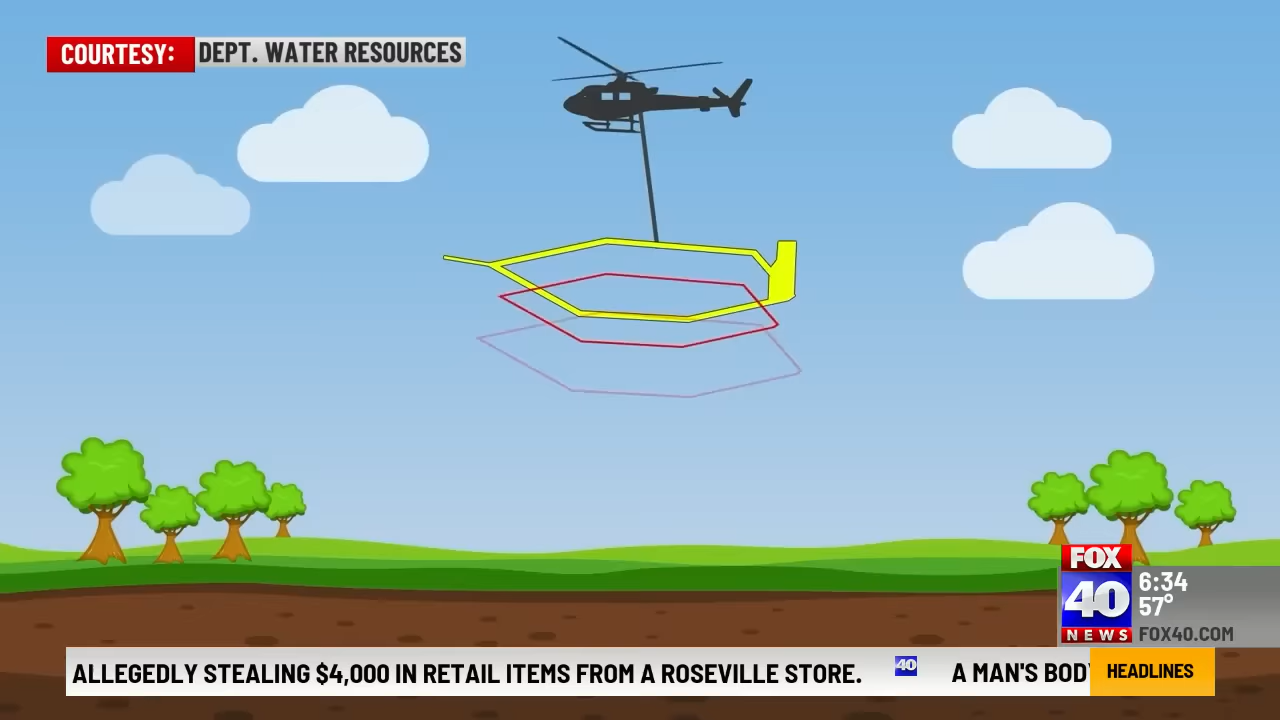 COURTESY: DEPT. WATER RESOURCES
FOX
40
NEWS
6:34
57°
FOX40.COM
ALLEGEDLY STEALING $4,000 IN RETAIL ITEMS FROM A ROSEVILLE STORE. 40 A MAN'S BODY
HEADLINES